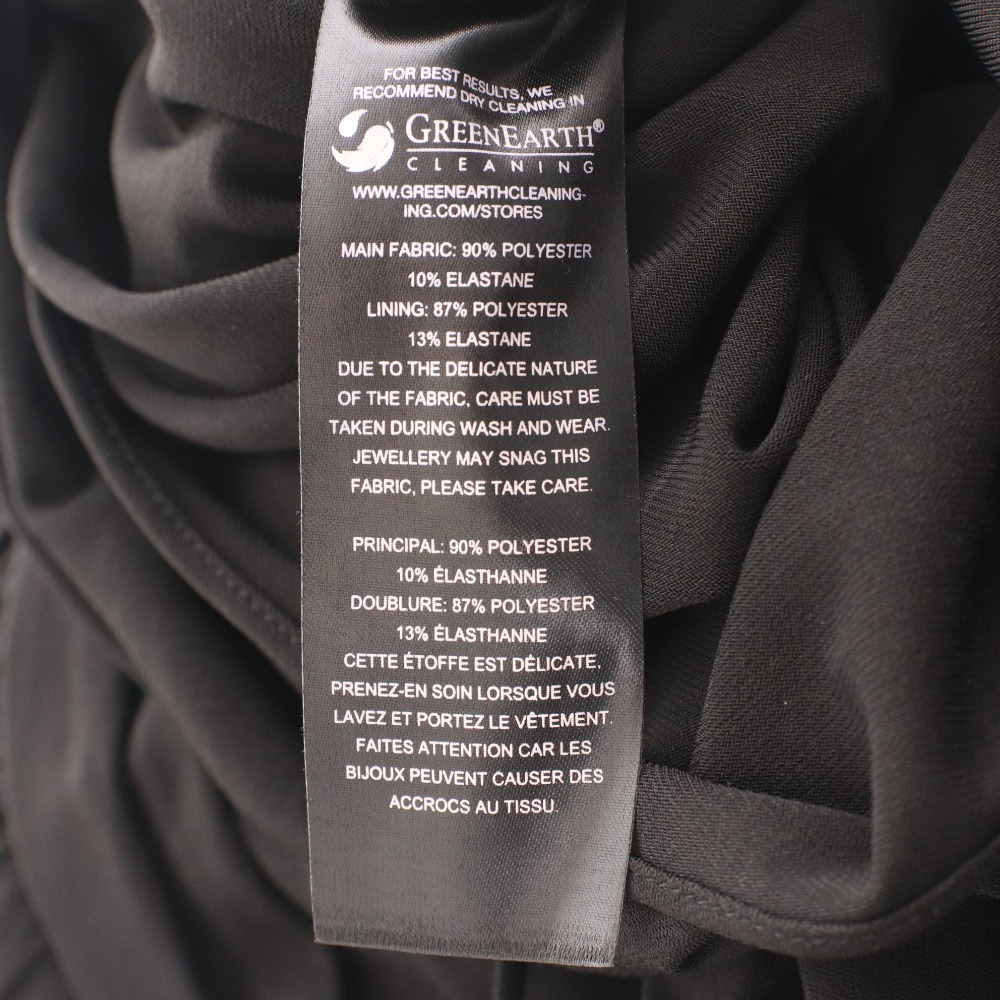 FOR BEST RESULTS, WE
RECOMMEND DRY CLEANING IN
GREENEARTH®
CLEANING
WWW.GREENEARTHCLEANING-
ING.COM/STORES
MAIN FABRIC: 90% POLYESTER
10% ELASTANE
LINING: 87% POLYESTER
13% ELASTANE
DUE TO THE DELICATE NATURE
OF THE FABRIC, CARE MUST BE
TAKEN DURING WASH AND WEAR.
JEWELLERY MAY SNAG THIS
FABRIC, PLEASE TAKE CARE.
PRINCIPAL: 90% POLYESTER
10% ÉLASTHANNE
DOUBLURE: 87% POLYESTER
13% ÉLASTHANNE
CETTE ÉTOFFE EST DÉLICATE,
PRENEZ-EN SOIN LORSQUE VOUS
LAVEZ ET PORTEZ LE VÊTEMENT.
FAITES ATTENTION CAR LES
BIJOUX PEUVENT CAUSER DES
ACCROCS AU TISSU.